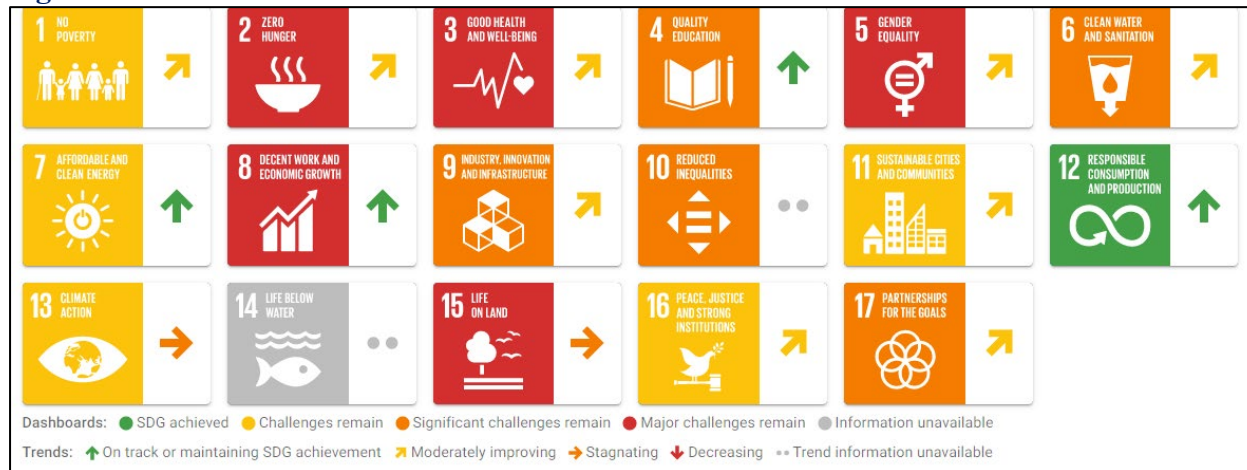 1 NO
POVERTY
2 ZERO
HUNGER
3 GOOD HEALTH
AND WELL-BEING
4 QUALITY
EDUCATION
5 GENDER
EQUALITY
6 CLEAN WATER
AND SANITATION
7 AFFORDABLE AND
CLEAN ENERGY
8 DECENT WORK AND
ECONOMIC GROWTH
9 INDUSTRY, INNOVATION
AND INFRASTRUCTURE
10 REDUCED
INEQUALITIES
11 SUSTAINABLE CITIES
AND COMMUNITIES
12 RESPONSIBLE
CONSUMPTION
AND PRODUCTION
13 CLIMATE
ACTION
14 LIFE BELOW
WATER
15 LIFE
ON LAND
16 PEACE, JUSTICE
AND STRONG
INSTITUTIONS
17 PARTNERSHIPS
FOR THE GOALS
Dashboards: SDG achieved Challenges remain Significant challenges remain Major challenges remain Information unavailable
Trends: On track or maintaining SDG achievement Moderately improving Stagnating Decreasing Trend information unavailable